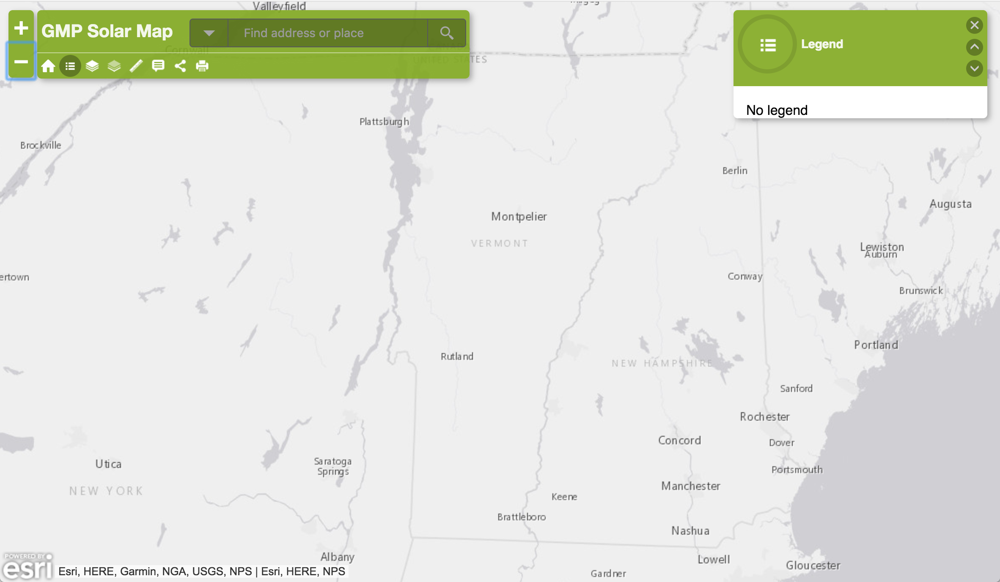 Valleyfield
GMP Solar Map
Find address or place
Cornwall
CANADA
UNITED STATES
Legend
No legend
Plattsburgh
Brockville
Berlin
Augusta
Montpelier
VERMONT
Lewiston
Auburn
ertown
Conway
Brunswick
Portland
Rutland
NEW HAMPSHIRE
Sanford
Rochester
Concord
Dover
Utica
Saratoga
Springs
Portsmouth
NEW YORK
Manchester
Keene
Brattleboro
Nashua
Albany
Lowell
Gloucester
Gardner
POWERED BY
esri
Esri, HERE, Garmin, NGA, USGS, NPS | Esri, HERE, NPS